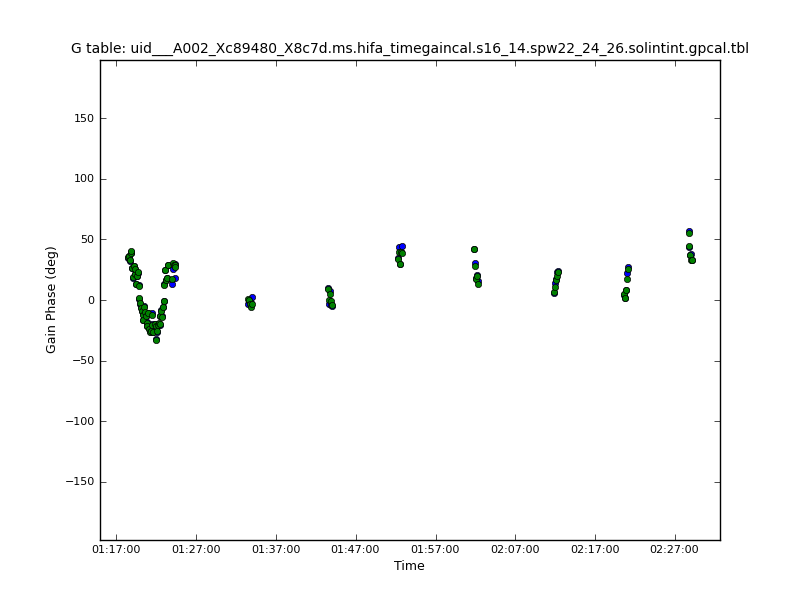 G table: uid___A002_Xc89480_X8c7d.ms.hifa_timegaincal.s16_14.spw22_24_26.solintint.gpcal.tbl
150
100
50
0
−50
−100
−150
Gain Phase (deg)
01:17:00 01:27:00 01:37:00 01:47:00 01:57:00 02:07:00 02:17:00 02:27:00
Time